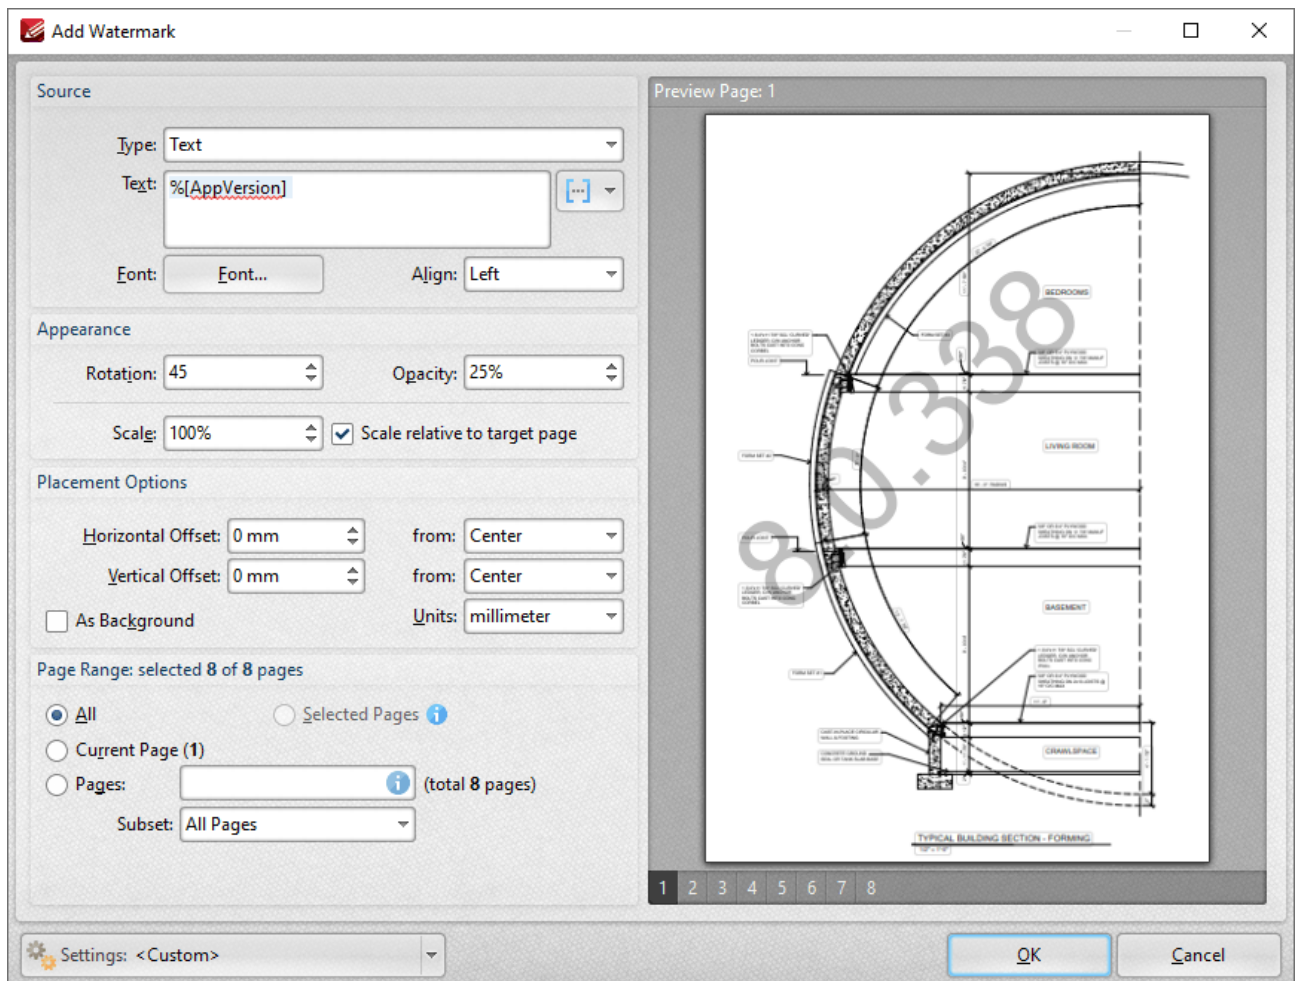 Add Watermark
Source
Type: Text
Text: %[AppVersion]
Font: Font... Align: Left
Appearance
Rotation: 45 Opacity: 25%
Scale: 100% Scale relative to target page
Placement Options
Horizontal Offset: 0 mm from: Center
Vertical Offset: 0 mm from: Center
As Background Units: millimeter
Page Range: selected 8 of 8 pages
All Selected Pages
Current Page (1)
Pages: (total 8 pages)
Subset: All Pages
Settings: <Custom>
Preview Page: 1
BEDROOMS
8.0.338
LIVING ROOM
BASEMENT
CRAWLSPACE
TYPICAL BUILDING SECTION - FORMING
1 2 3 4 5 6 7 8
OK Cancel